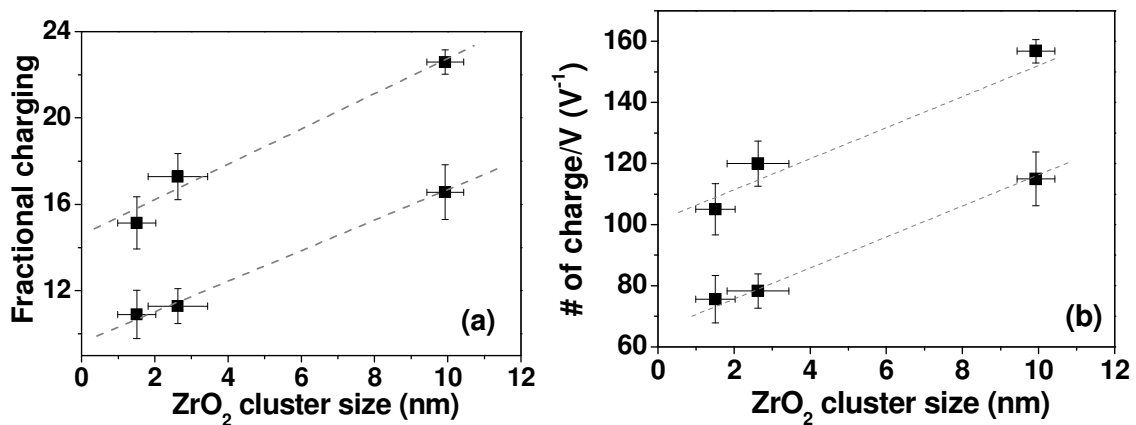 Fractional charging
24
20
16
12
0 2 4 6 8 10 12
ZrO₂ cluster size (nm)
(a)
# of charge/V (V⁻¹)
160
140
120
100
80
60
0 2 4 6 8 10 12
ZrO₂ cluster size (nm)
(b)